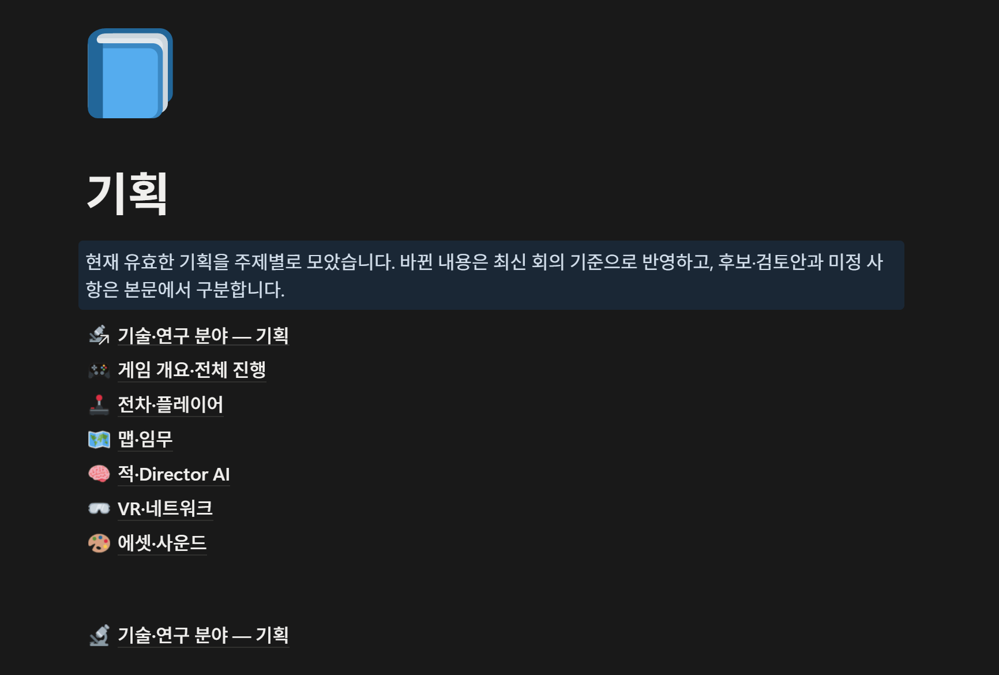 기획
현재 유효한 기획을 주제별로 모았습니다. 바뀐 내용은 최신 회의 기준으로 반영하고, 후보·검토안과 미정 사
항은 본문에서 구분합니다.
기술·연구 분야 — 기획
게임 개요·전체 진행
전차·플레이어
맵·임무
적·Director AI
VR·네트워크
에셋·사운드
기술·연구 분야 — 기획